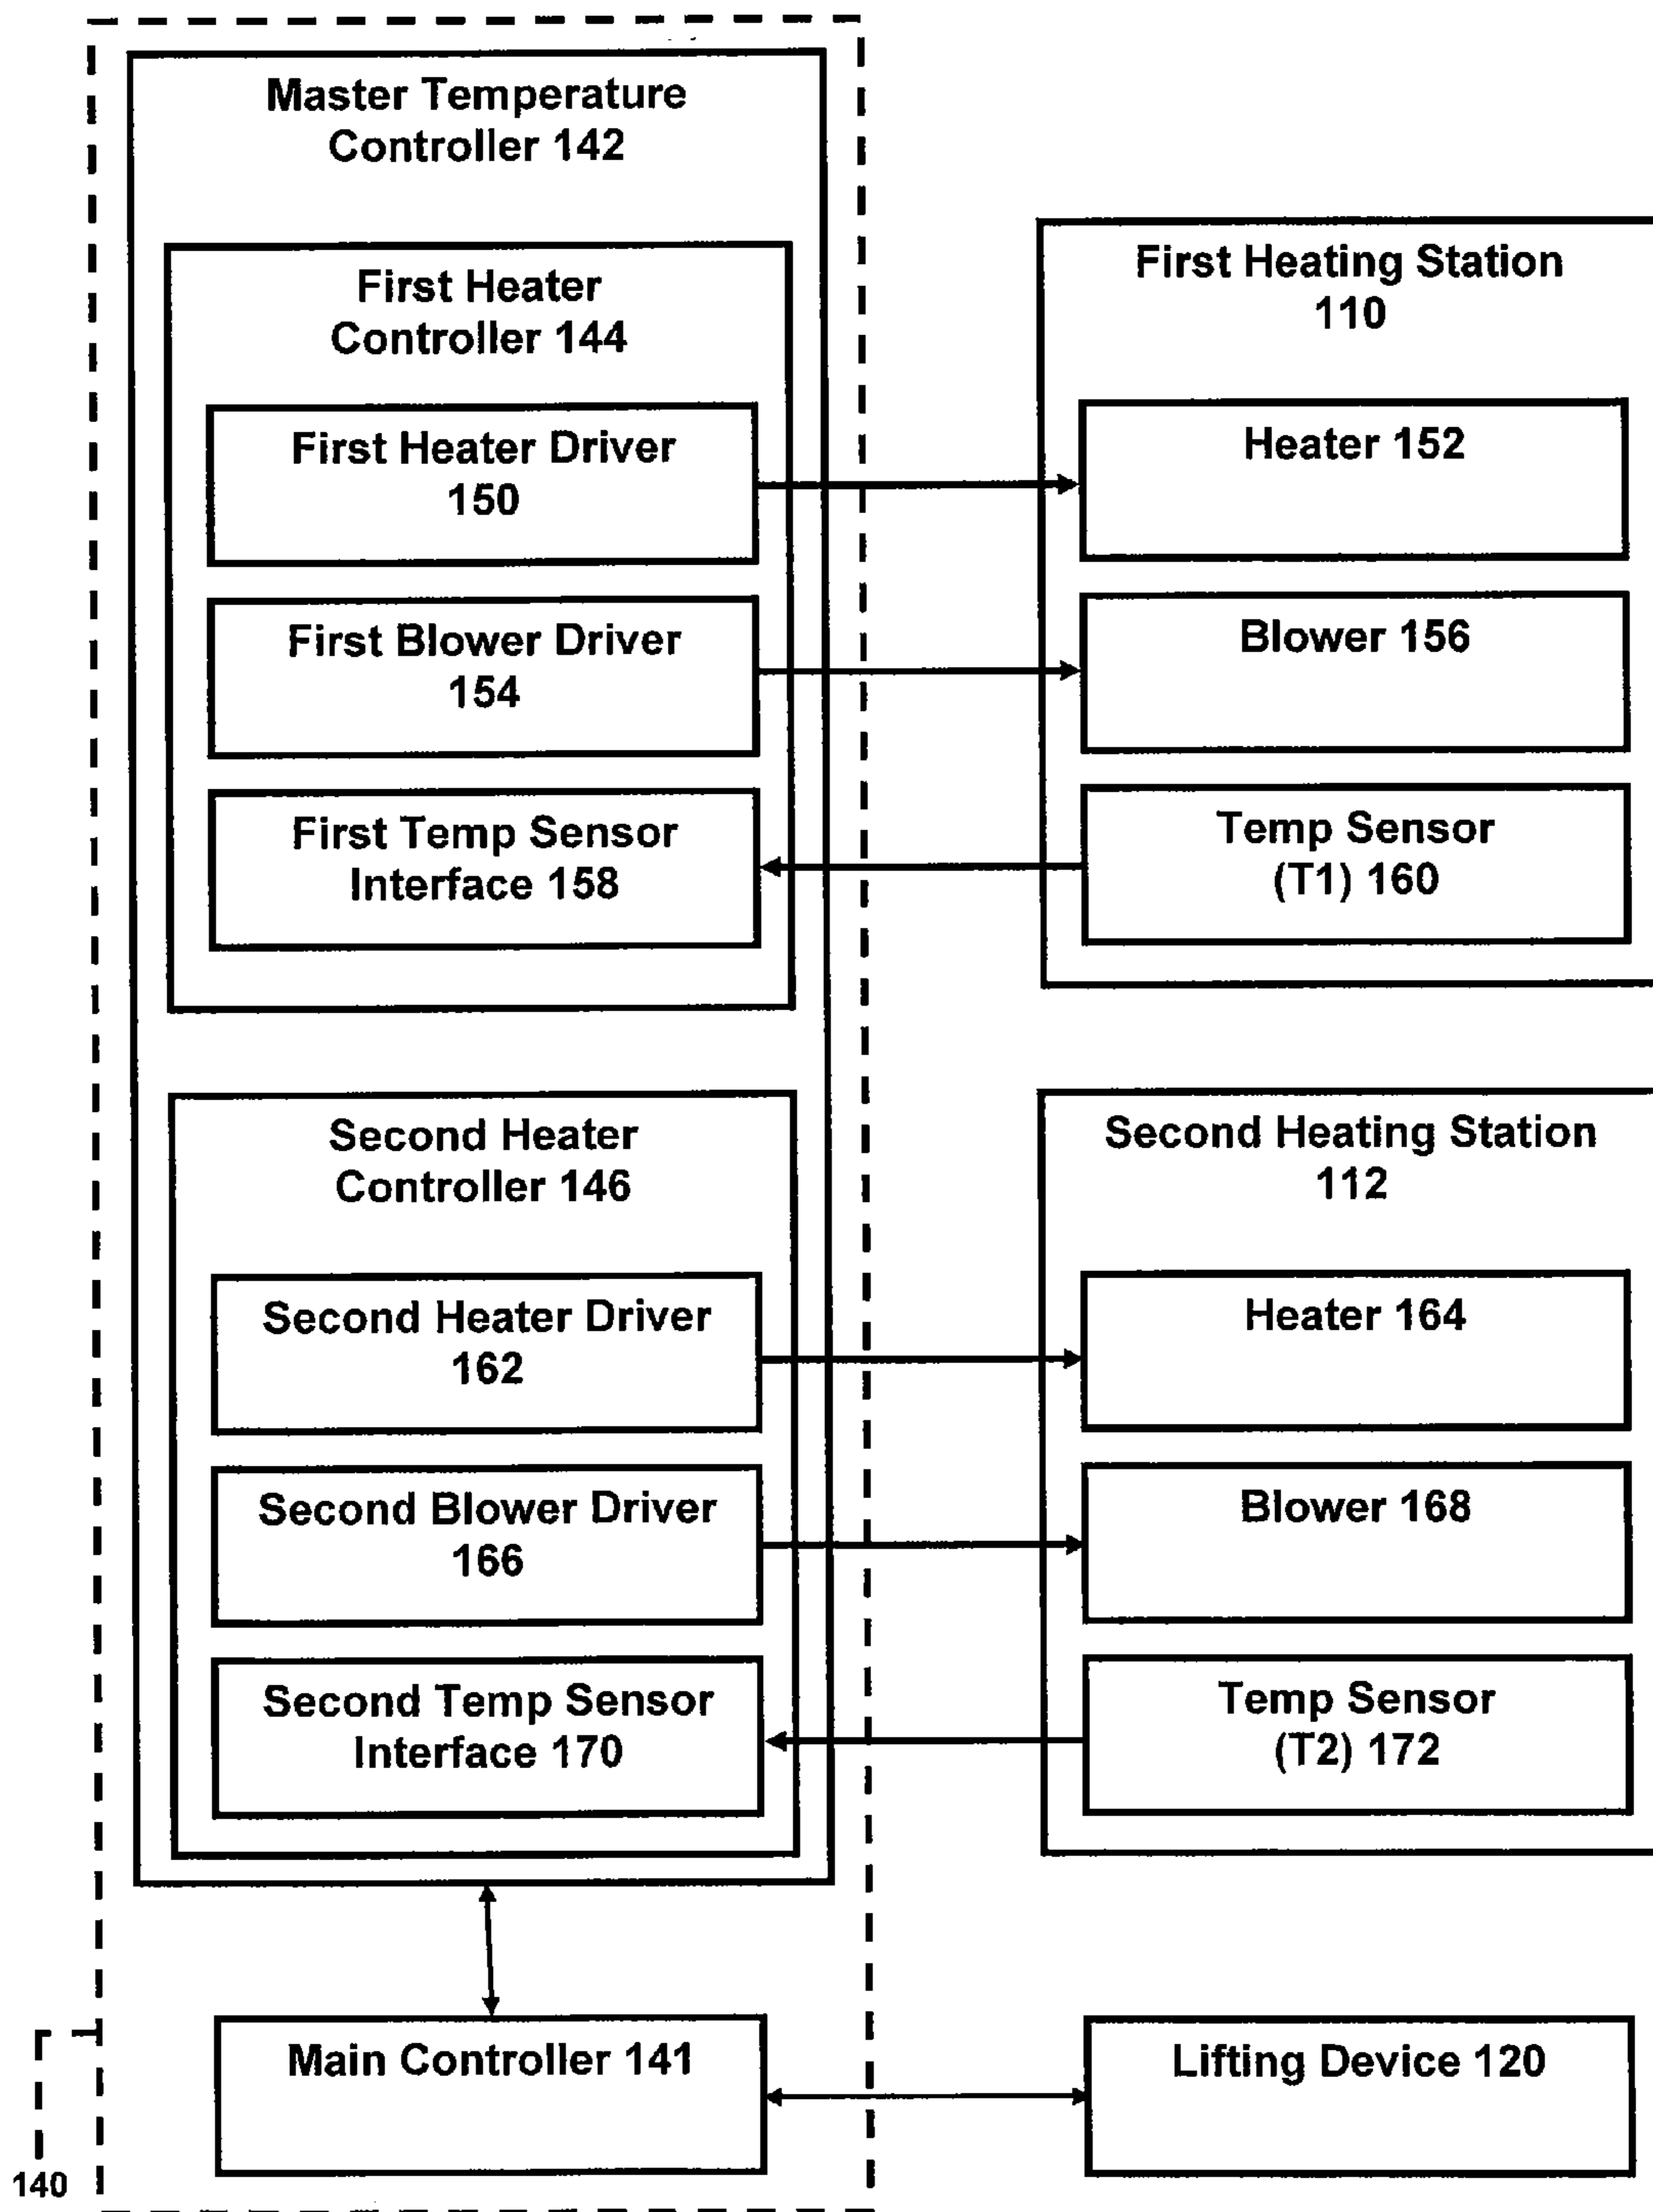 Master Temperature
Controller 142
First Heater
Controller 144
First Heater Driver
150
First Blower Driver
154
First Temp Sensor
Interface 158
First Heating Station
110
Heater 152
Blower 156
Temp Sensor
(T1) 160
Second Heater
Controller 146
Second Heater Driver
162
Second Blower Driver
166
Second Temp Sensor
Interface 170
Second Heating Station
112
Heater 164
Blower 168
Temp Sensor
(T2) 172
Main Controller 141
Lifting Device 120
140